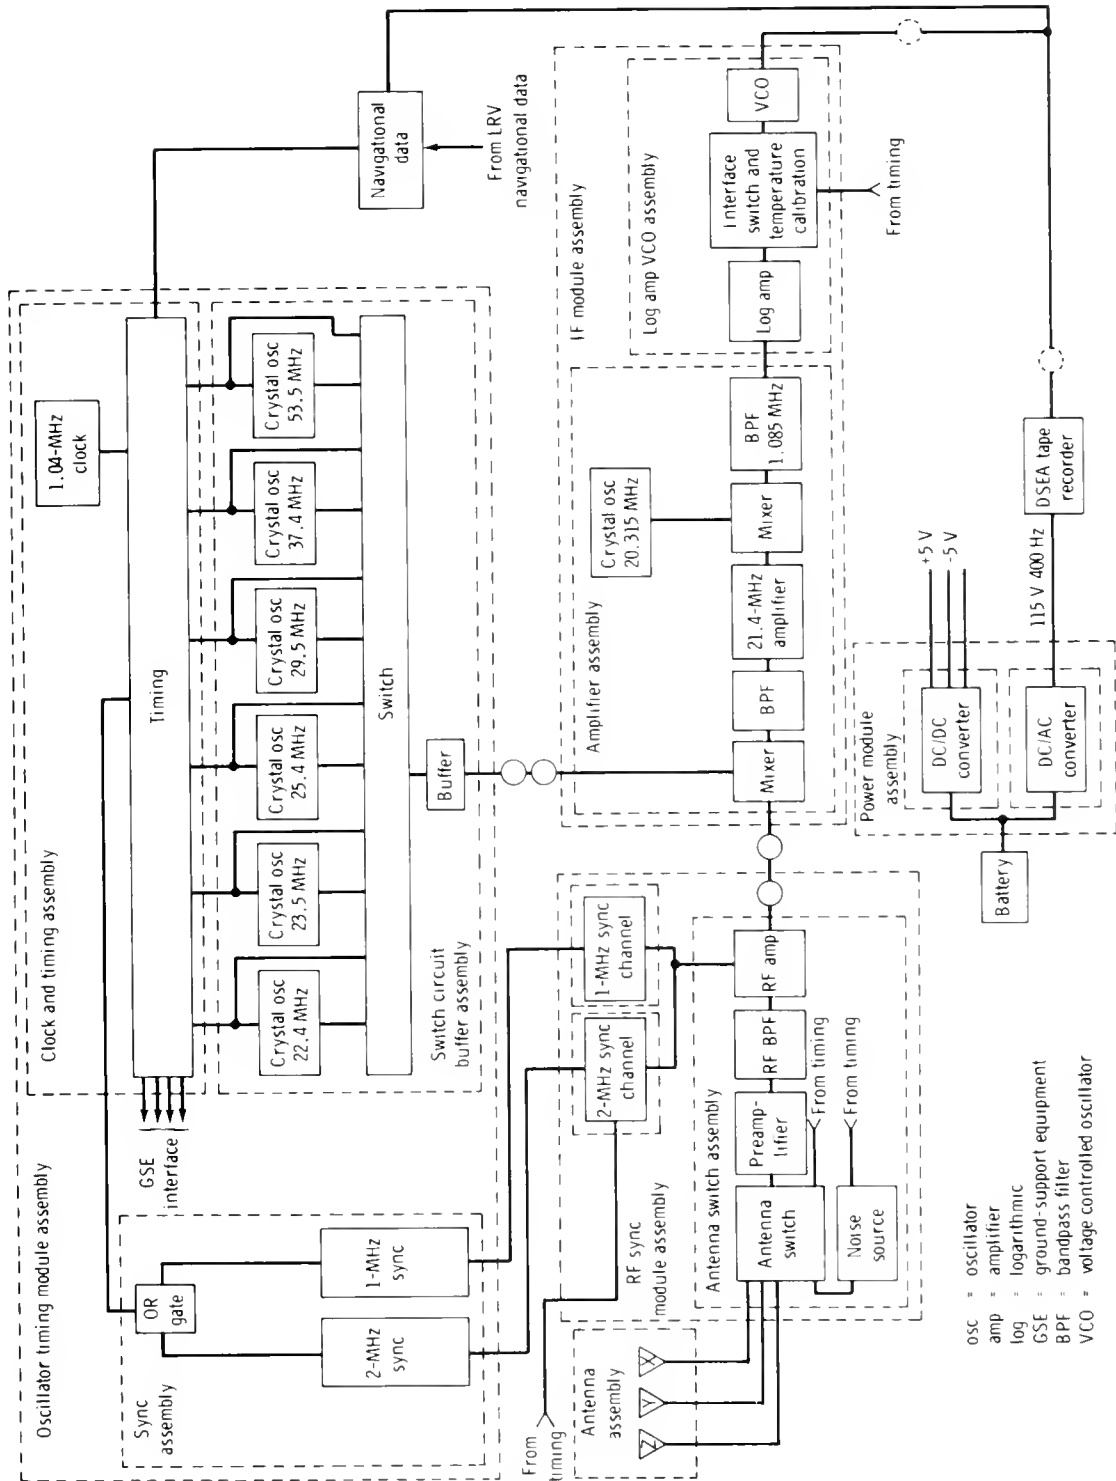 Oscillator timing module assembly
Clock and timing assembly
1.04-MHz
clock
Timing
GSE
interface
Navigational
data
From LRV
navigational data
Crystal osc
22.4 MHz
Crystal osc
23.5 MHz
Crystal osc
25.4 MHz
Crystal osc
29.5 MHz
Crystal osc
37.4 MHz
Crystal osc
53.5 MHz
Switch
Switch circuit
buffer assembly
Buffer
Sync
assembly
OR
gate
2-MHz
sync
1-MHz
sync
From
timing
RF sync
module assembly
2-MHz sync
channel
1-MHz sync
channel
Antenna
assembly
Z
Y
X
Antenna switch assembly
Antenna
switch
Preamp-
lifier
RF BPF
RF amp
Noise
source
From timing
From timing
IF module assembly
Amplifier assembly
Crystal osc
20.315 MHz
Mixer
BPF
21.4-MHz
amplifier
Mixer
BPF
1.085 MHz
Log amp VCO assembly
Log amp
Interface
switch and
temperature
calibration
VCO
From timing
Power module
assembly
Battery
DC/DC
converter
DC/AC
converter
+5 V
-5 V
115 V 400 Hz
DSEA tape
recorder
osc = oscillator
amp = amplifier
log = logarithmic
GSE = ground-support equipment
BPF = bandpass filter
VCO = voltage controlled oscillator